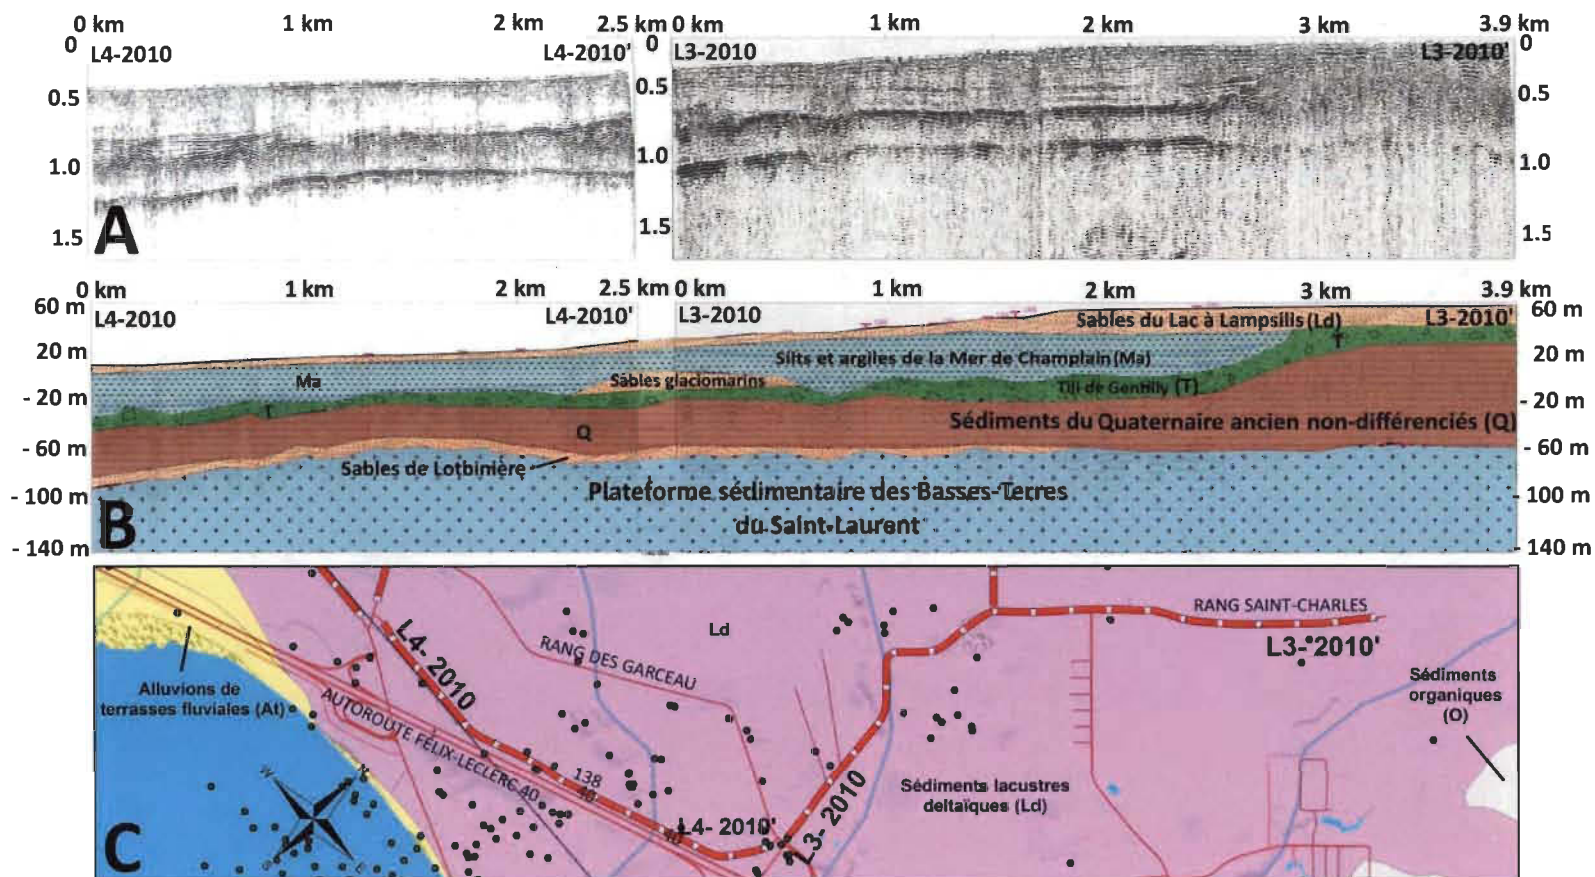 0 km 1 km 2 km 2.5 km 0 km 1 km 2 km 3 km 3.9 km
0 L4-2010 L4-2010' 0 L3-2010 L3-2010' 0
0.5 0.5 0.5
1.0 1.0 1.0
1.5 1.5 1.5
A
0 km 1 km 2 km 2.5 km 0 km 1 km 2 km 3 km 3.9 km
60 m L4-2010 L4-2010' L3-2010 L3-2010' 60 m
Sables du Lac à Lampsilis (Ld)
T
20 m Silts et argiles de la Mer de Champlain (Ma) 20 m
Ma Sables glaciomarins Till de Gentilly (T)
- 20 m T - 20 m
Q Sédiments du Quaternaire ancien non-différenciés (Q)
- 60 m - 60 m
Sables de Lotbinière
- 100 m Plateforme sédimentaire des Basses-Terres - 100 m
du Saint-Laurent
B
- 140 m - 140 m
RANG SAINT-CHARLES
L3-2010'
Ld
L4- 2010
RANG DES GARCEAU
Alluvions de
terrasses fluviales (At)
Sédiments
organiques
(O)
AUTOROUTE FÉLIX-LECLERC 40
138
40
40
L4- 2010'
L3- 2010
Sédiments lacustres
deltaïques (Ld)
C